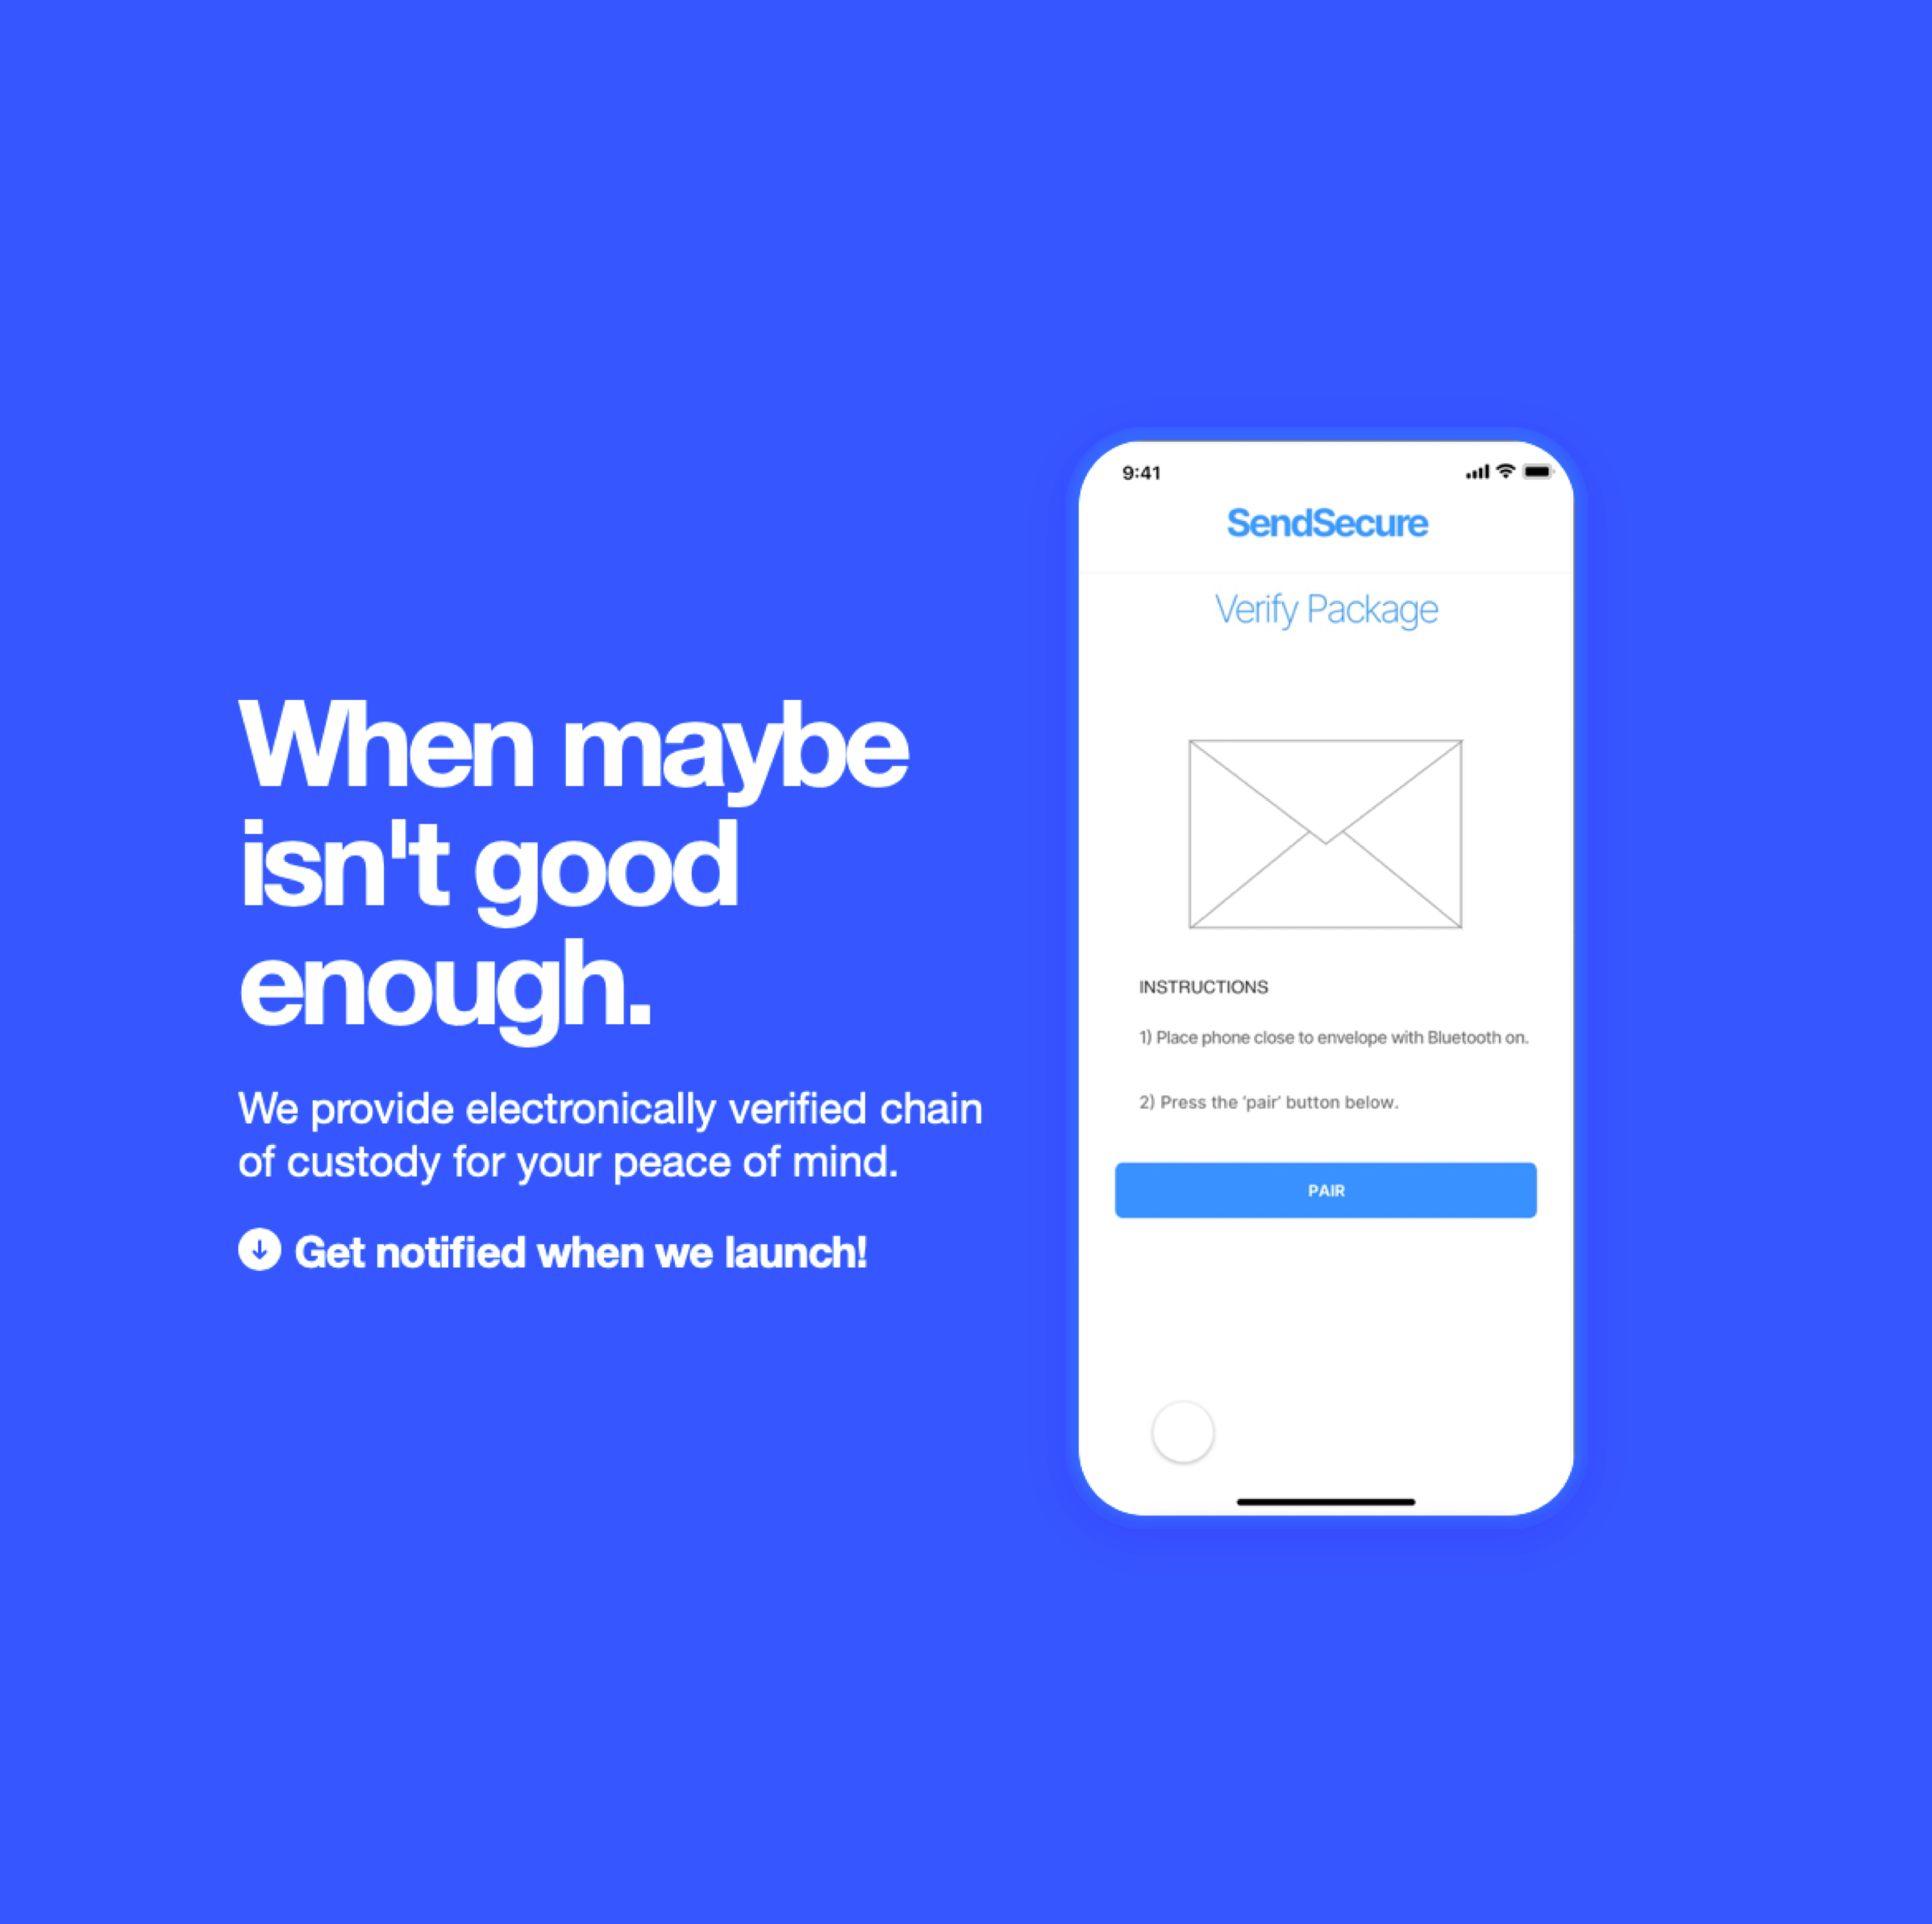 When maybe
isn't good
enough.
We provide electronically verified chain
of custody for your peace of mind.
Get notified when we launch!
9:41
SendSecure
Verify Package
INSTRUCTIONS
1) Place phone close to envelope with Bluetooth on.
2) Press the ‘pair’ button below.
PAIR